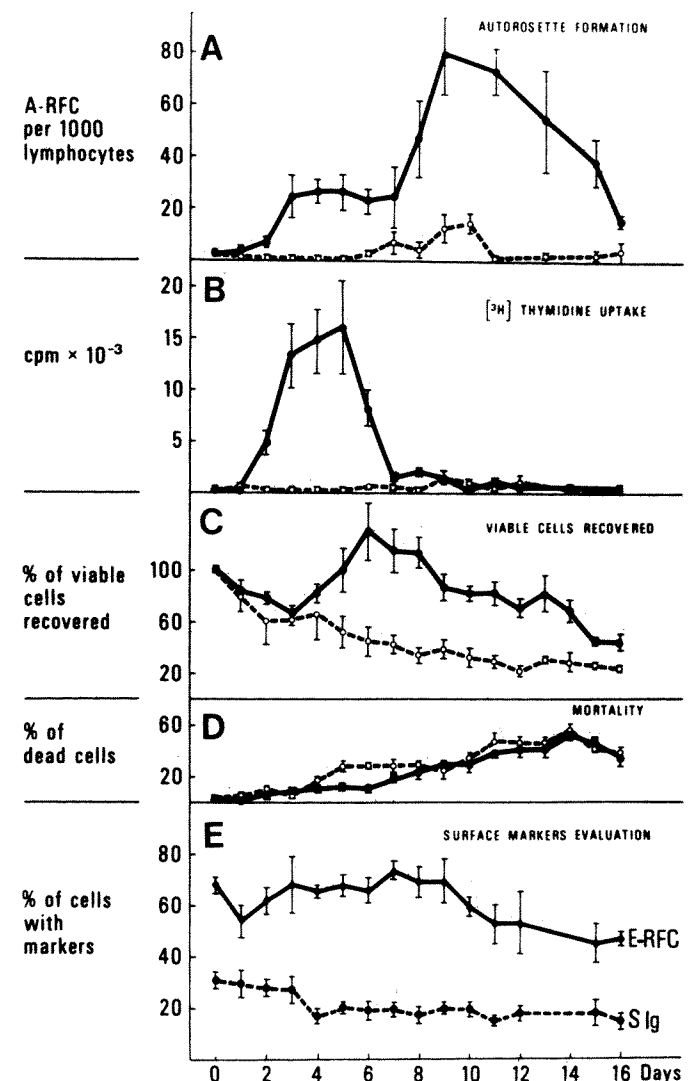 A
AUTOROSETTE FORMATION
A-RFC
per 1000
lymphocytes
80
60
40
20
B
[³H] THYMIDINE UPTAKE
cpm × 10⁻³
20
15
10
5
C
VIABLE CELLS RECOVERED
% of viable
cells
recovered
100
60
20
D
MORTALITY
% of
dead cells
60
20
E
SURFACE MARKERS EVALUATION
% of cells
with
markers
80
60
40
20
E-RFC
S Ig
0 2 4 6 8 10 12 14 16 Days